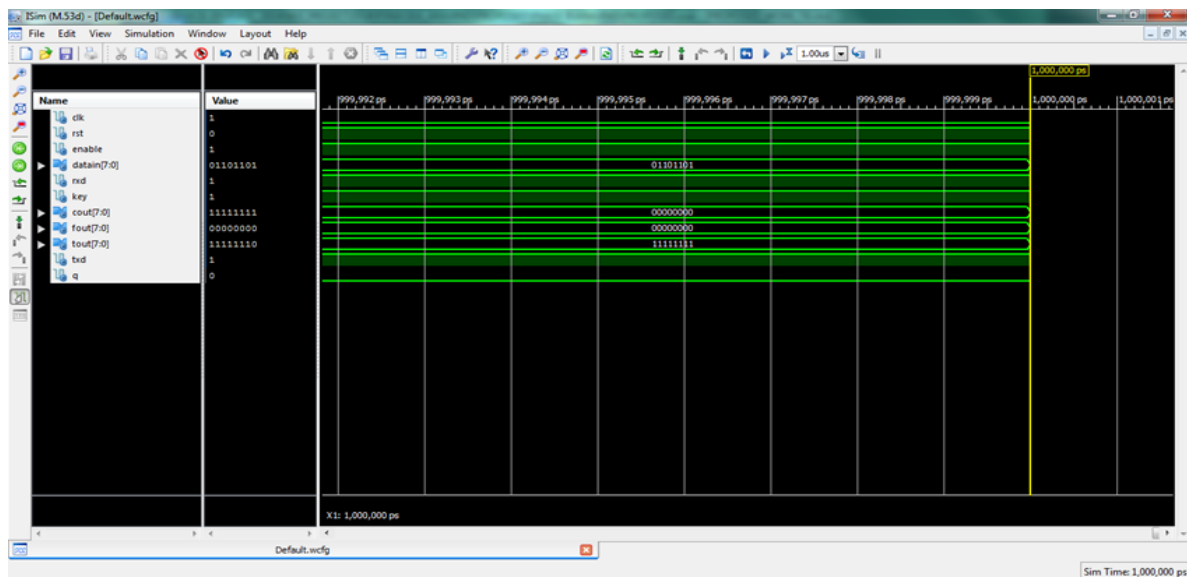 ISim (M.53d) - [Default.wcfg]
File Edit View Simulation Window Layout Help
1.00us
1,000,000 ps
Name Value
999,992 ps 999,993 ps 999,994 ps 999,995 ps 999,996 ps 999,997 ps 999,998 ps 999,999 ps 1,000,000 ps 1,000,001 ps
clk 1
rst 0
enable 1
datain[7:0] 01101101 01101101
rxd 1
key 1
cout[7:0] 11111111 00000000
fout[7:0] 00000000 00000000
tout[7:0] 11111110 11111111
txd 1
q 0
X1: 1,000,000 ps
Default.wcfg
Sim Time: 1,000,000 ps